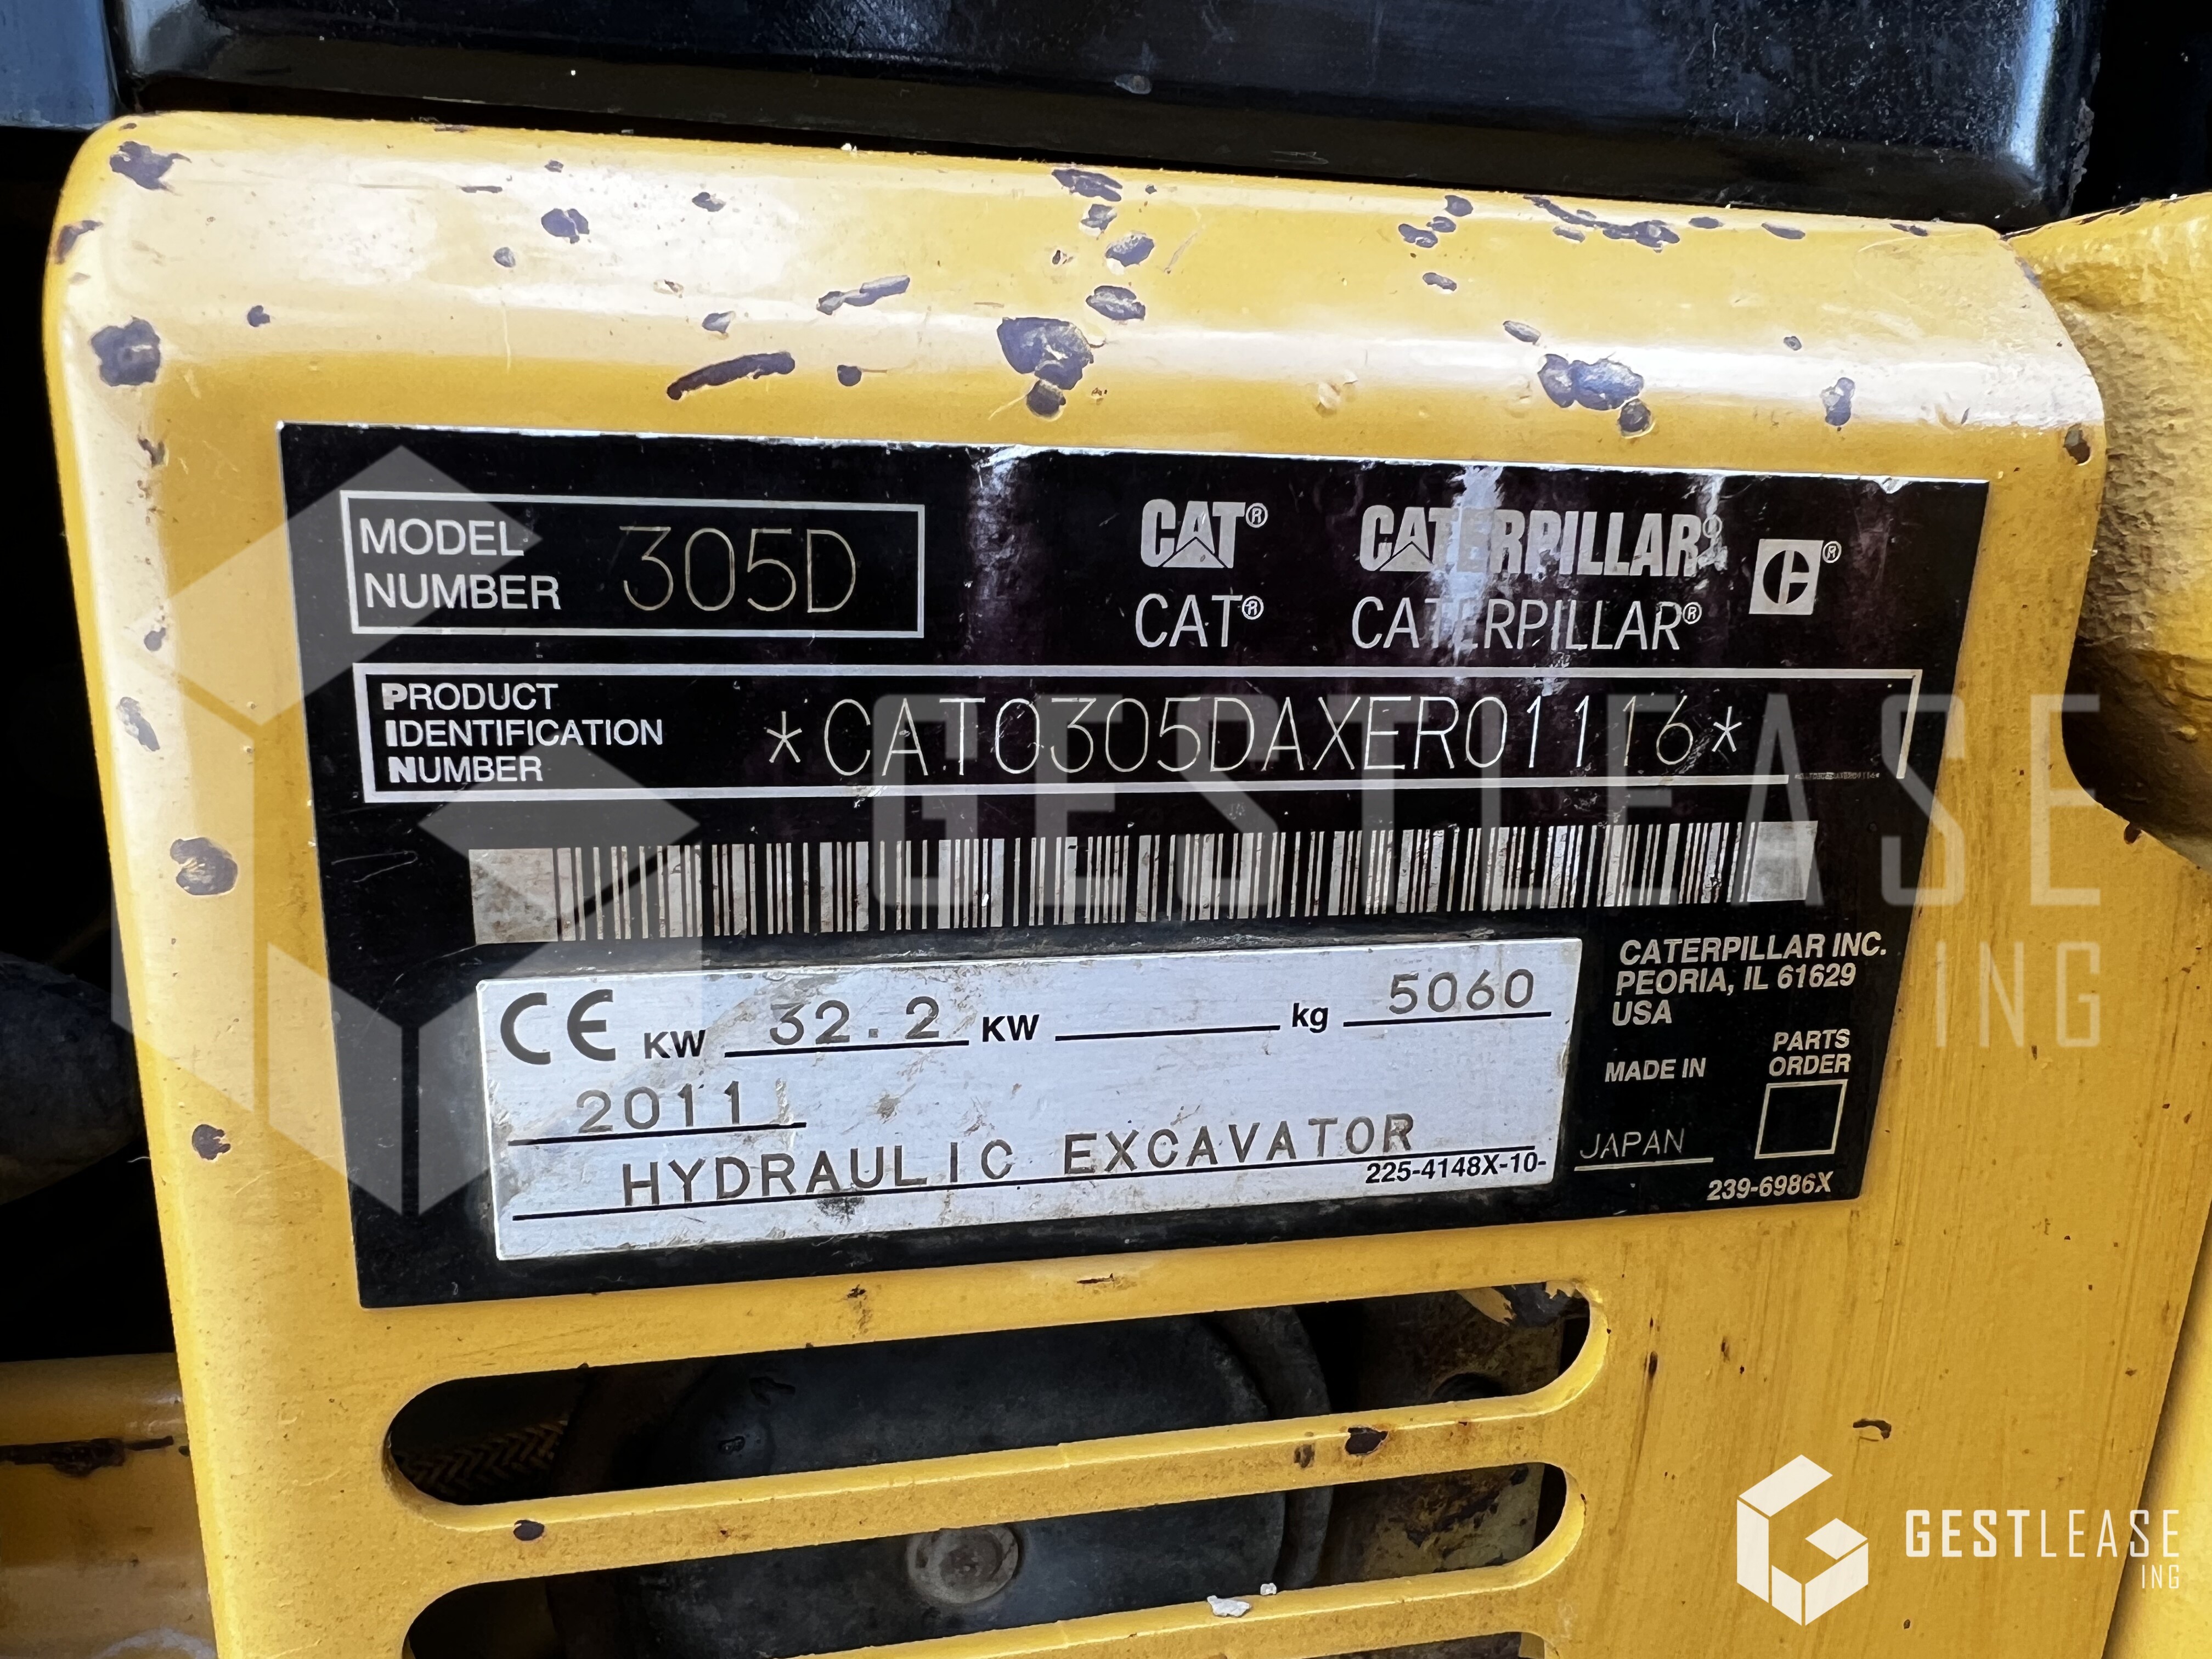 MODEL
NUMBER 305D
CAT® CATERPILLAR®
CAT® CATERPILLAR®
PRODUCT
IDENTIFICATION
NUMBER
*CAT0305DAXER01116*
CE KW 32.2 KW kg 5060
2011
HYDRAULIC EXCAVATOR
225-4148X-10-
CATERPILLAR INC.
PEORIA, IL 61629
USA
MADE IN
JAPAN
PARTS
ORDER
239-6986X
GESTLEASE
ING
GESTLEASE
ING